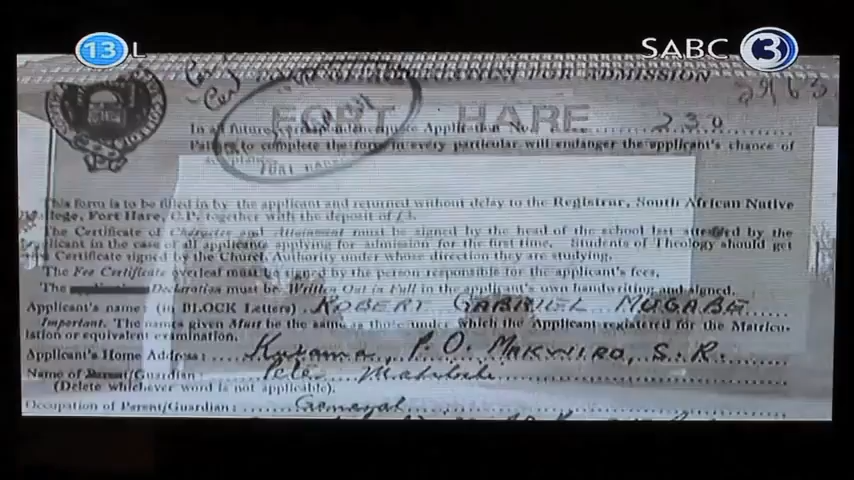 13 L
SABC 3
FOR ADMISSION
2963
FORT HARE
In all future correspondence quote Application No. 239
Failure to complete the form in every particular will endanger the applicant's chance of
acceptance.
FORT HARE
This form is to be filled in by the applicant and returned without delay to the Registrar, South African Native
College, Fort Hare, C.P. together with the deposit of £3.
The Certificate of Character and Attainment must be signed by the head of the school last attended by the
applicant in the case of all applicants applying for admission for the first time. Students of Theology should get
Certificate signed by the Church Authority under whose direction they are studying.
The Fee Certificate overleaf must be signed by the person responsible for the applicant's fees.
The Declaration must be Written Out in Full in the applicant's own handwriting and signed.
Applicant's name (in BLOCK Letters) ROBERT GABRIEL MUGABE
Important. The names given Must be the same as those under which the Applicant registered for the Matricu-
lation or equivalent examination.
Applicant's Home Address: Kutama, P.O. MAKWIRO, S.R.
Name of Parent/Guardian:
(Delete whichever word is not applicable).
Occupation of Parent/Guardian: General